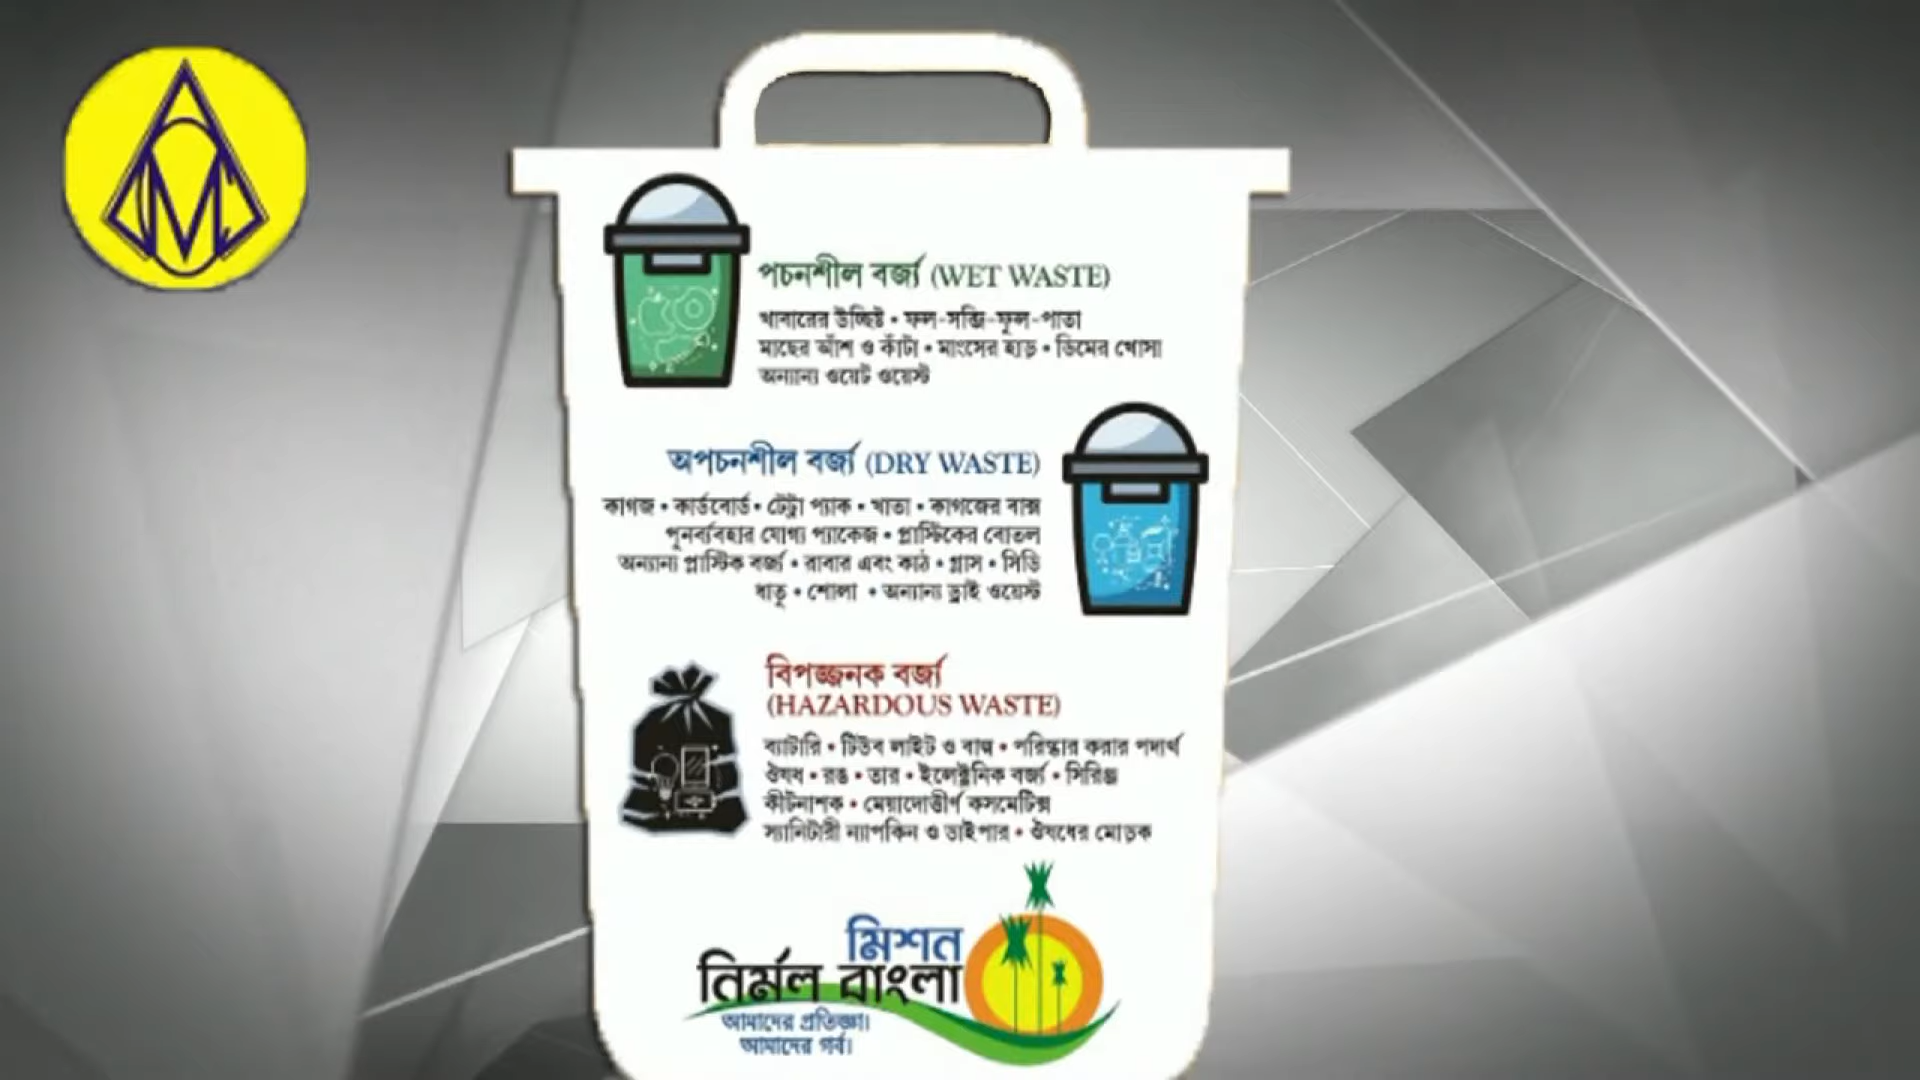 পচনশীল বর্জ্য (WET WASTE)
খাবারের উচ্ছিষ্ট • ফল-সব্জি-ফুল-পাতা
মাছের আঁশ ও কাঁটা • মাংসের হাড় • ডিমের খোসা
অন্যান্য ওয়েট ওয়েস্ট
অপচনশীল বর্জ্য (DRY WASTE)
কাগজ • কার্ডবোর্ড • টেট্রা প্যাক • খাতা • কাগজের বাক্স
পুনর্ব্যবহার যোগ্য প্যাকেজ • প্লাস্টিকের বোতল
অন্যান্য প্লাস্টিক বর্জ্য • রাবার এবং কাঠ • গ্লাস • সিডি
ধাতু • শোলা • অন্যান্য ড্রাই ওয়েস্ট
বিপজ্জনক বর্জ্য
(HAZARDOUS WASTE)
ব্যাটারি • টিউব লাইট ও বাল্ব • পরিস্কার করার পদার্থ
ঔষধ • রঙ • তার • ইলেক্ট্রনিক বর্জ্য • সিরিঞ্জ
কীটনাশক • মেয়াদোত্তীর্ণ কসমেটিক্স
স্যানিটারী ন্যাপকিন ও ডাইপার • ঔষধের মোড়ক
মিশন
নির্মল বাংলা
আমাদের প্রতিজ্ঞা।
আমাদের গর্ব।